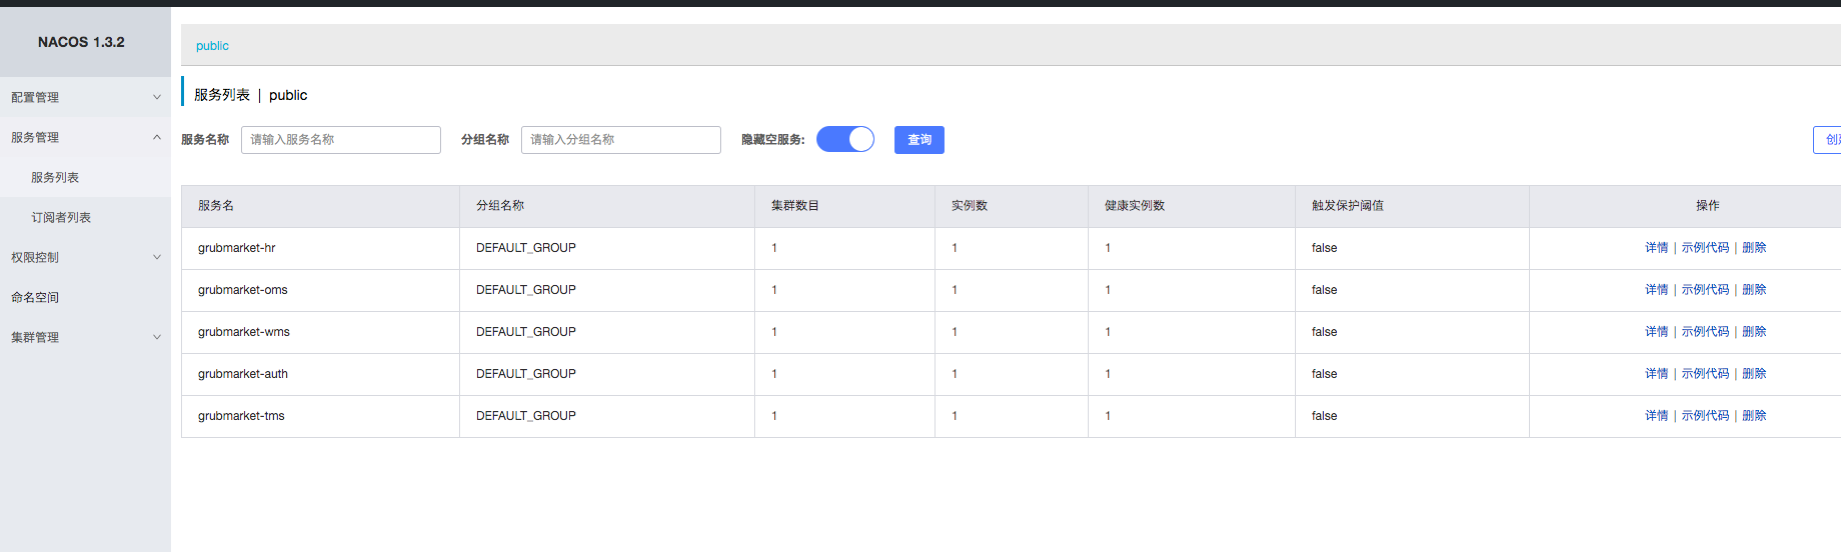 NACOS 1.3.2
配置管理
服务管理
服务列表
订阅者列表
权限控制
命名空间
集群管理
public
服务列表 | public
服务名称 请输入服务名称 分组名称 请输入分组名称 隐藏空服务: 查询 创
服务名 分组名称 集群数目 实例数 健康实例数 触发保护阈值 操作
grubmarket-hr DEFAULT_GROUP 1 1 1 false 详情 | 示例代码 | 删除
grubmarket-oms DEFAULT_GROUP 1 1 1 false 详情 | 示例代码 | 删除
grubmarket-wms DEFAULT_GROUP 1 1 1 false 详情 | 示例代码 | 删除
grubmarket-auth DEFAULT_GROUP 1 1 1 false 详情 | 示例代码 | 删除
grubmarket-tms DEFAULT_GROUP 1 1 1 false 详情 | 示例代码 | 删除